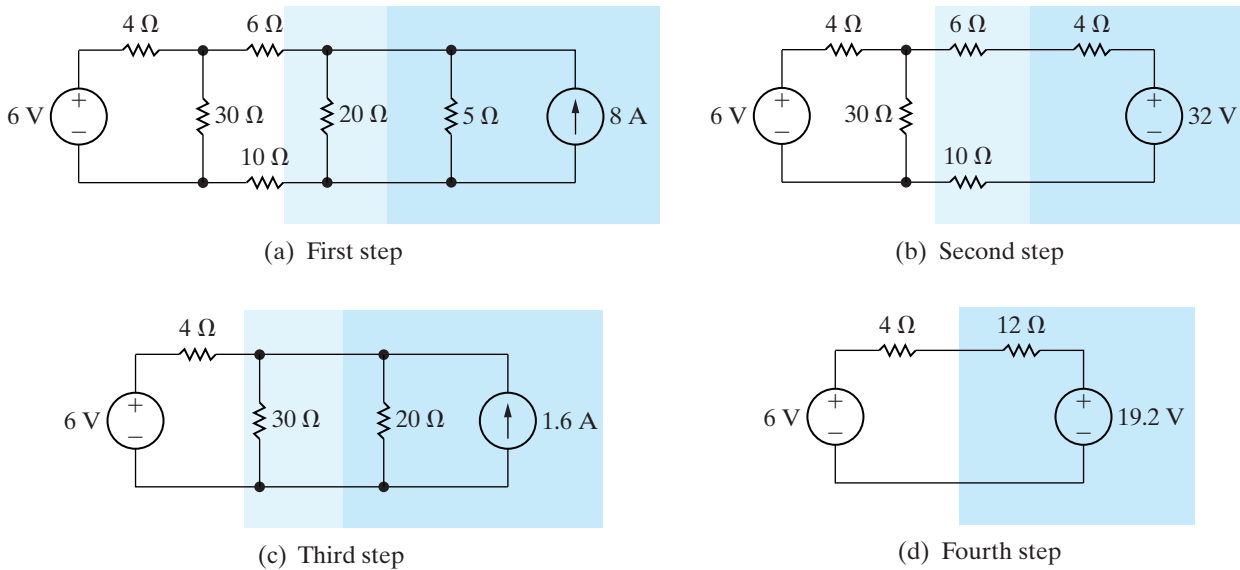 4 Ω 6 Ω
6 V + − 30 Ω 20 Ω 5 Ω 8 A
10 Ω
(a) First step
4 Ω 6 Ω 4 Ω
6 V + − 30 Ω + − 32 V
10 Ω
(b) Second step
4 Ω
6 V + − 30 Ω 20 Ω 1.6 A
(c) Third step
4 Ω 12 Ω
6 V + − + − 19.2 V
(d) Fourth step